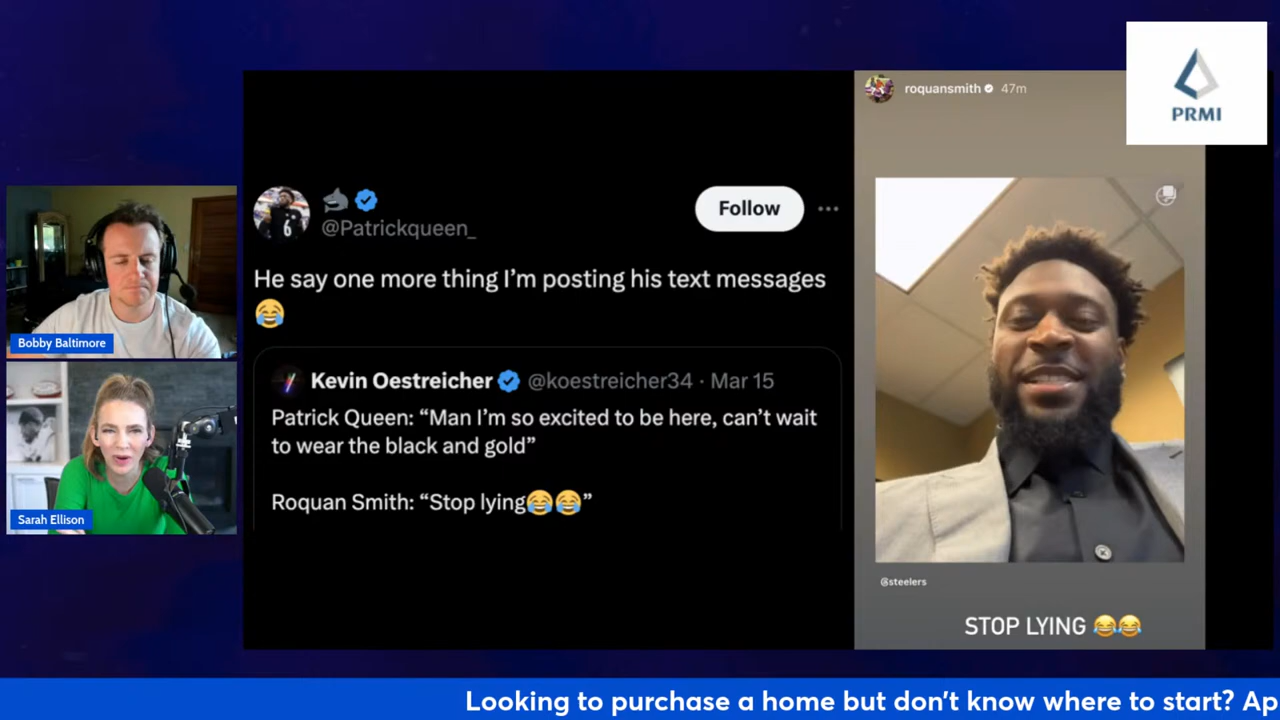 roquansmith 47m
PRMI
@Patrickqueen_
Follow
6
He say one more thing I’m posting his text messages
😂
Kevin Oestreicher @koestreicher34 · Mar 15
Patrick Queen: “Man I’m so excited to be here, can’t wait
to wear the black and gold”
Roquan Smith: “Stop lying😂😂”
@steelers
STOP LYING 😂😂
Bobby Baltimore
Sarah Ellison
Looking to purchase a home but don’t know where to start? Ap